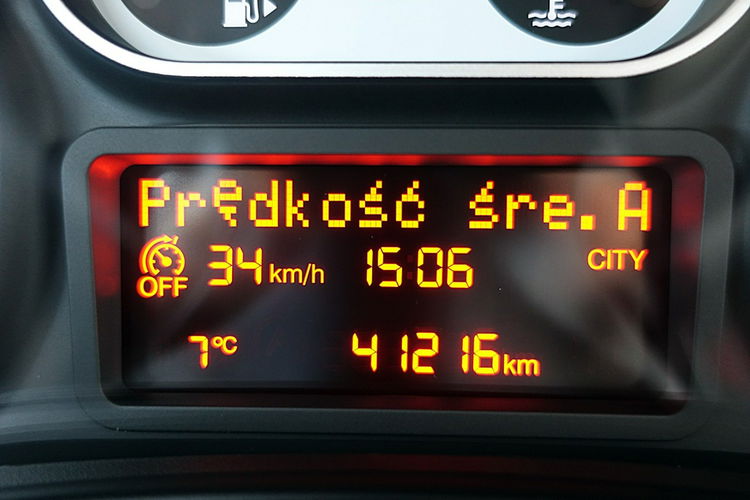 Prędkość śre. A
OFF 34 km/h 15:06 CITY
7°C 41216 km